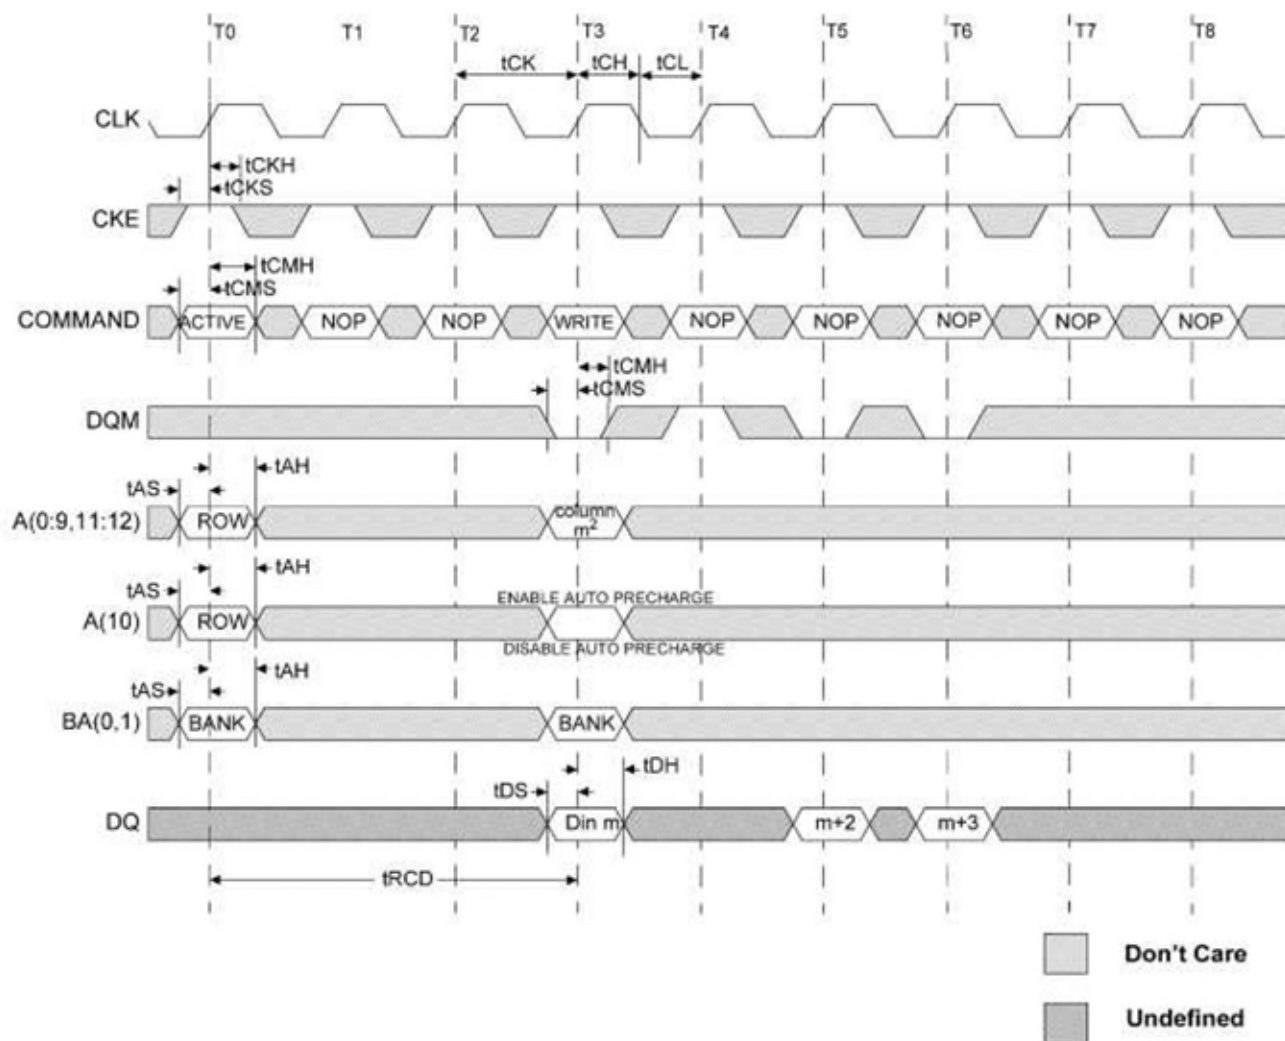 T0 T1 T2 T3 T4 T5 T6 T7 T8
tCK tCH tCL
CLK
tCKH
tCKS
CKE
tCMH
tCMS
COMMAND ACTIVE NOP NOP WRITE NOP NOP NOP NOP NOP
tCMH
tCMS
DQM
tAH
tAS
A(0:9,11:12) ROW column
m²
tAH
tAS
ENABLE AUTO PRECHARGE
A(10) ROW
DISABLE AUTO PRECHARGE
tAH
tAS
BA(0,1) BANK BANK
tDH
tDS
DQ Din m m+2 m+3
tRCD
Don't Care
Undefined